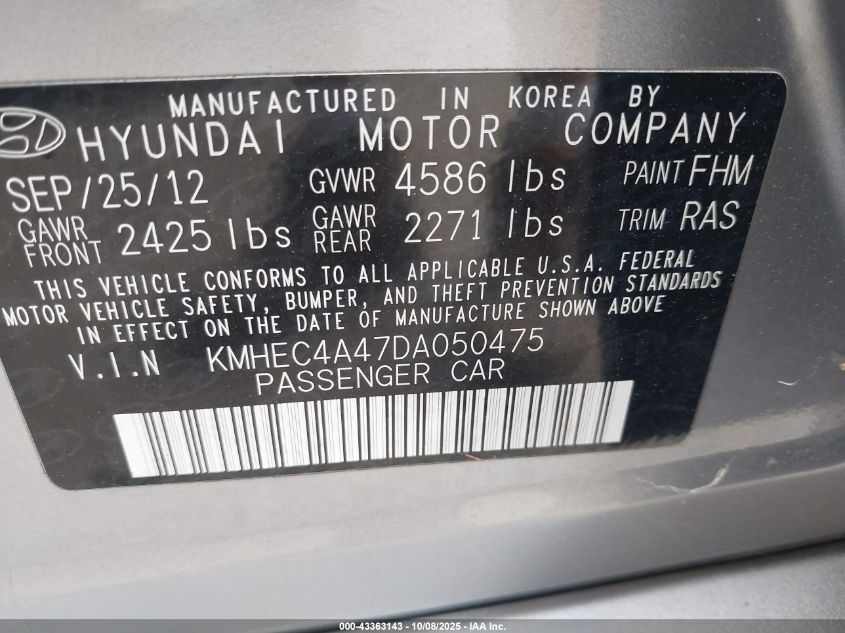 MANUFACTURED IN KOREA BY
HYUNDAI MOTOR COMPANY
SEP/25/12 GVWR 4586 lbs PAINT FHM
GAWR FRONT 2425 lbs GAWR REAR 2271 lbs TRIM RAS
THIS VEHICLE CONFORMS TO ALL APPLICABLE U.S.A. FEDERAL
MOTOR VEHICLE SAFETY, BUMPER, AND THEFT PREVENTION STANDARDS
IN EFFECT ON THE DATE OF MANUFACTURE SHOWN ABOVE
V.I.N KMHEC4A47DA050475
PASSENGER CAR
000-43363143 - 10/08/2025 - IAA Inc.